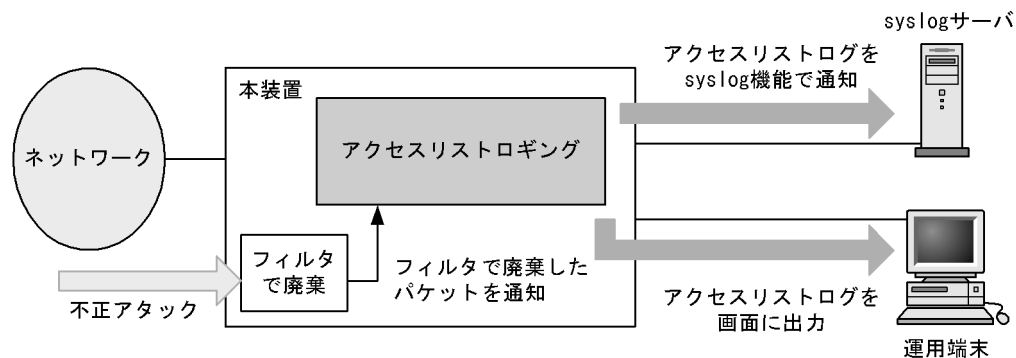 syslogサーバ
アクセスリストログを
syslog機能で通知
本装置
ネットワーク
アクセスリストロギング
フィルタ
で廃棄
フィルタで廃棄した
パケットを通知
不正アタック
アクセスリストログを
画面に出力
運用端末